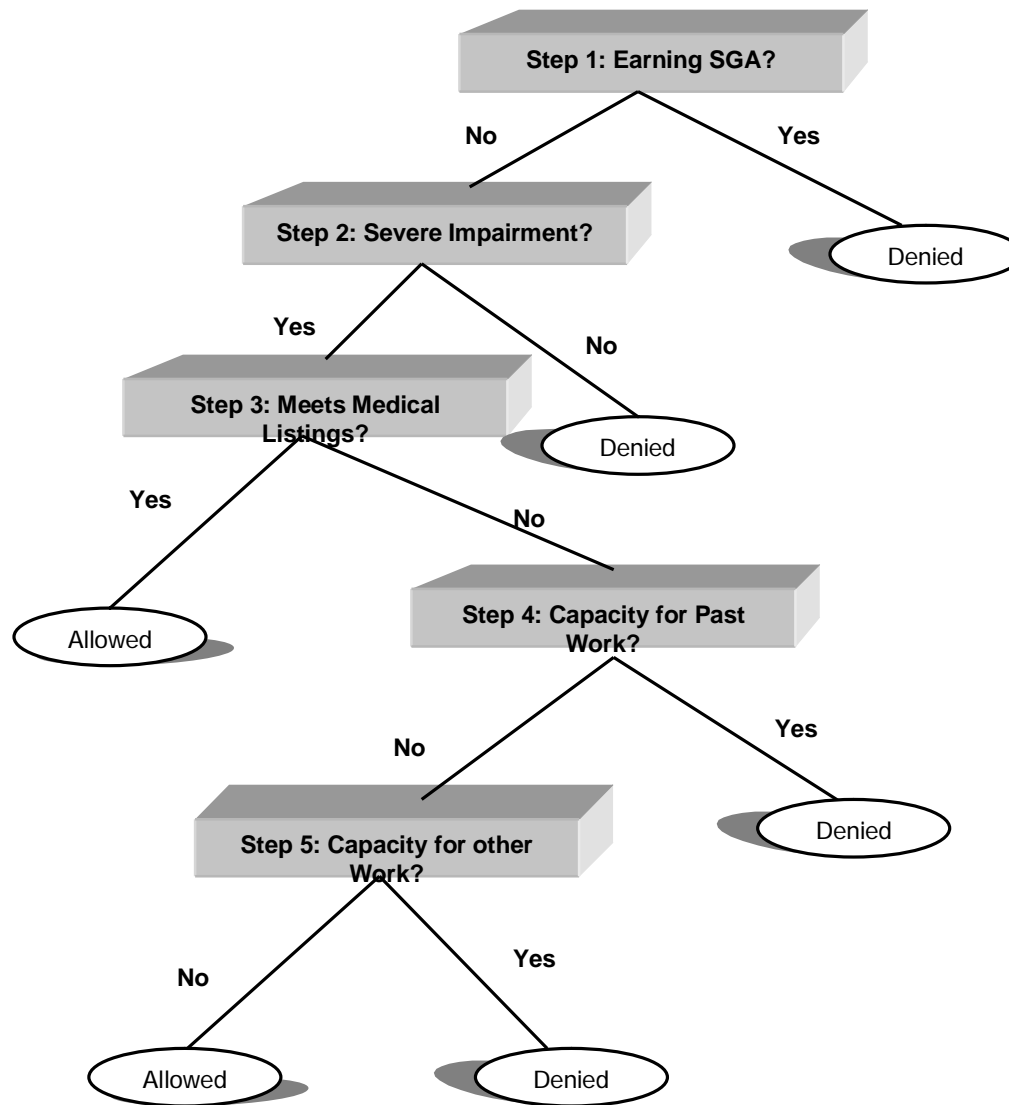 Step 1: Earning SGA?
No
Yes
Step 2: Severe Impairment?
Denied
Yes
No
Step 3: Meets Medical
Listings?
Denied
Yes
No
Step 4: Capacity for Past
Work?
Allowed
No
Yes
Step 5: Capacity for other
Work?
Denied
No
Yes
Allowed
Denied